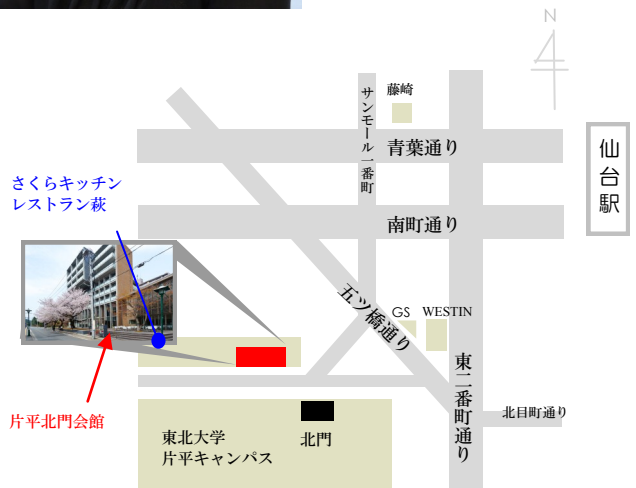 N
藤崎
サンモール一番町
青葉通り
仙台駅
さくらキッチン
レストラン萩
南町通り
五ツ橋通り
GS
WESTIN
東二番町通り
北目町通り
片平北門会館
東北大学
片平キャンパス
北門